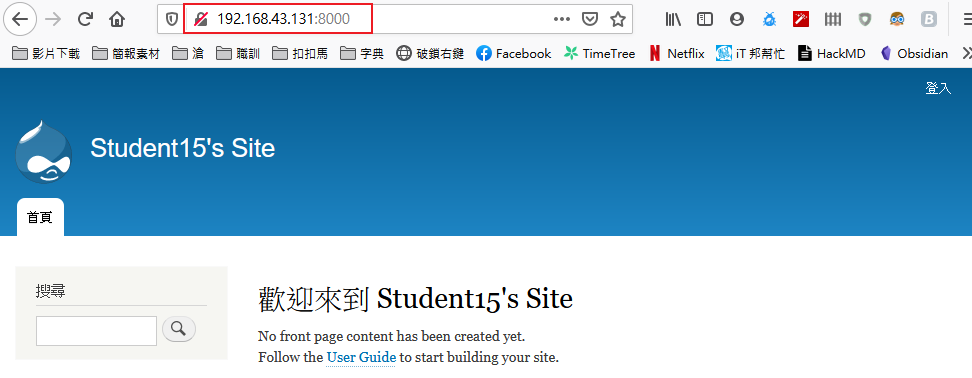 192.168.43.131:8000
影片下載 簡報素材 滄 職訓 扣扣馬 字典 破鎖右鍵 Facebook TimeTree Netflix iT 邦幫忙 HackMD Obsidian
登入
Student15's Site
首頁
搜尋
歡迎來到 Student15's Site
No front page content has been created yet.
Follow the User Guide to start building your site.